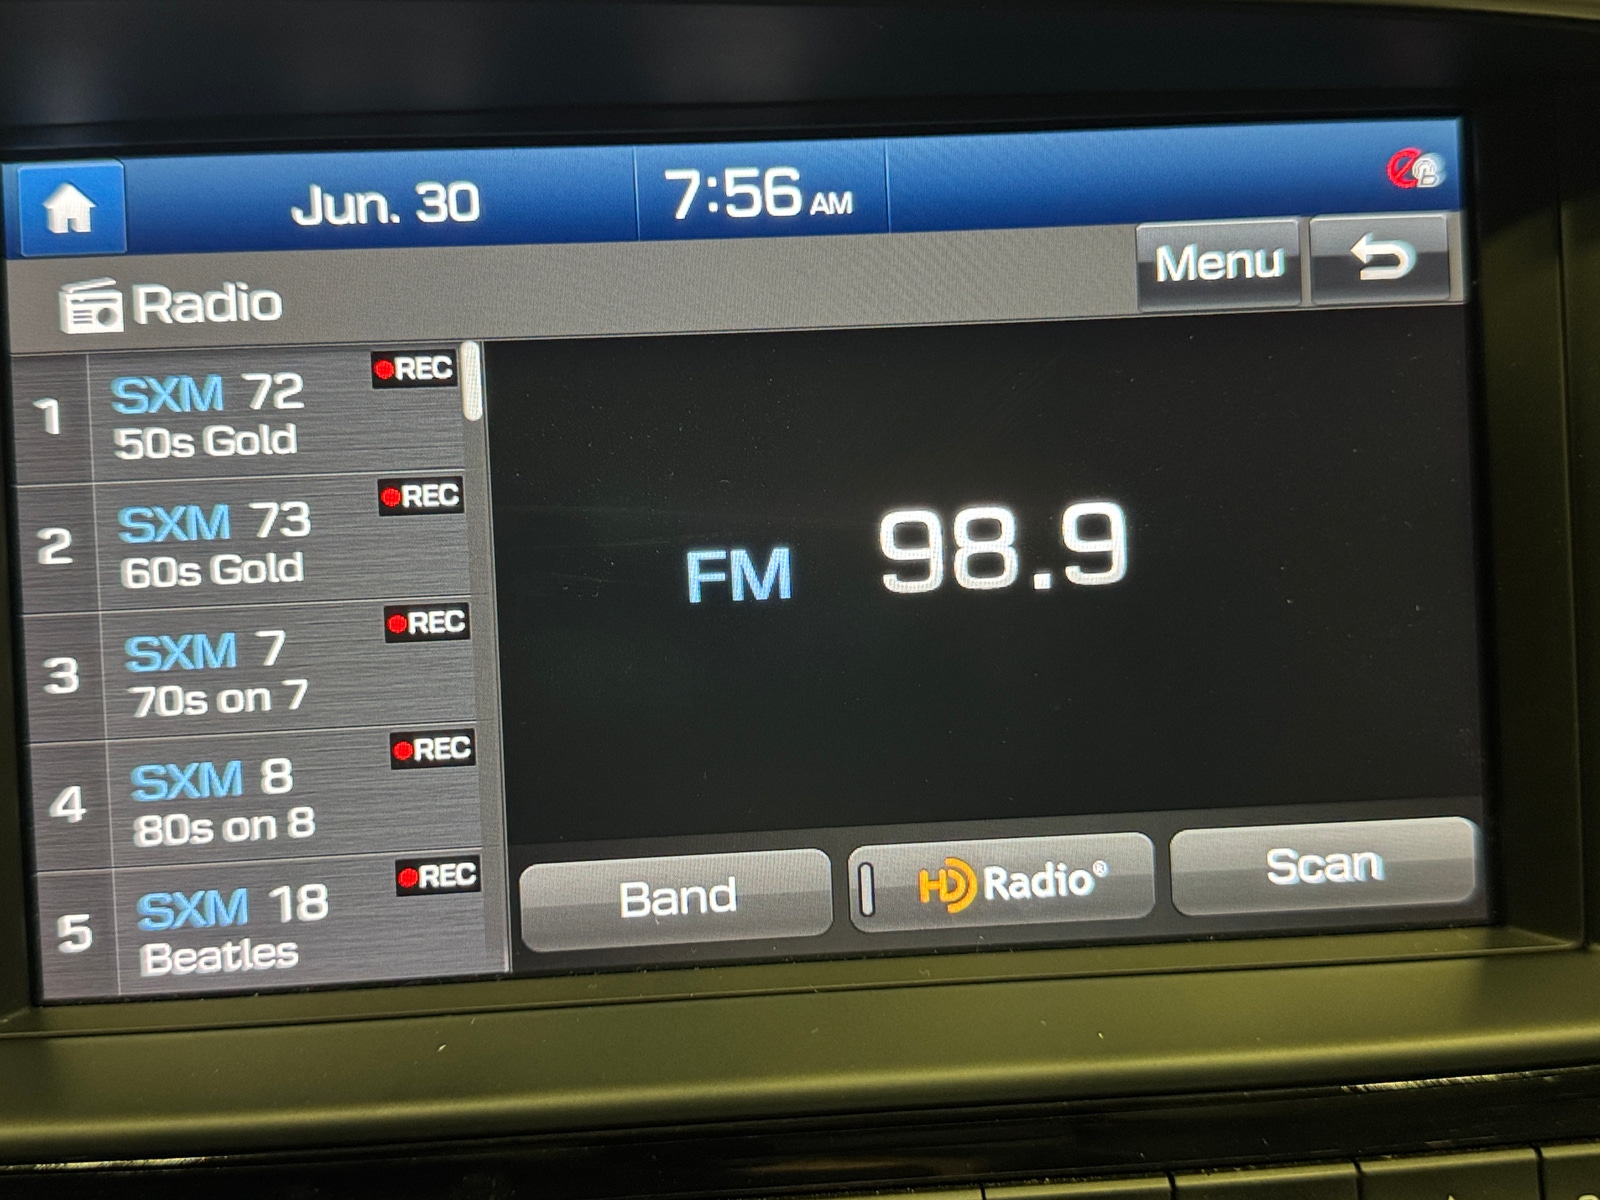 Jun. 30
7:56 AM
Radio
Menu
1
SXM 72
REC
50s Gold
2
SXM 73
REC
60s Gold
3
SXM 7
REC
70s on 7
4
SXM 8
REC
80s on 8
5
SXM 18
REC
Beatles
FM 98.9
Band
HD Radio®
Scan